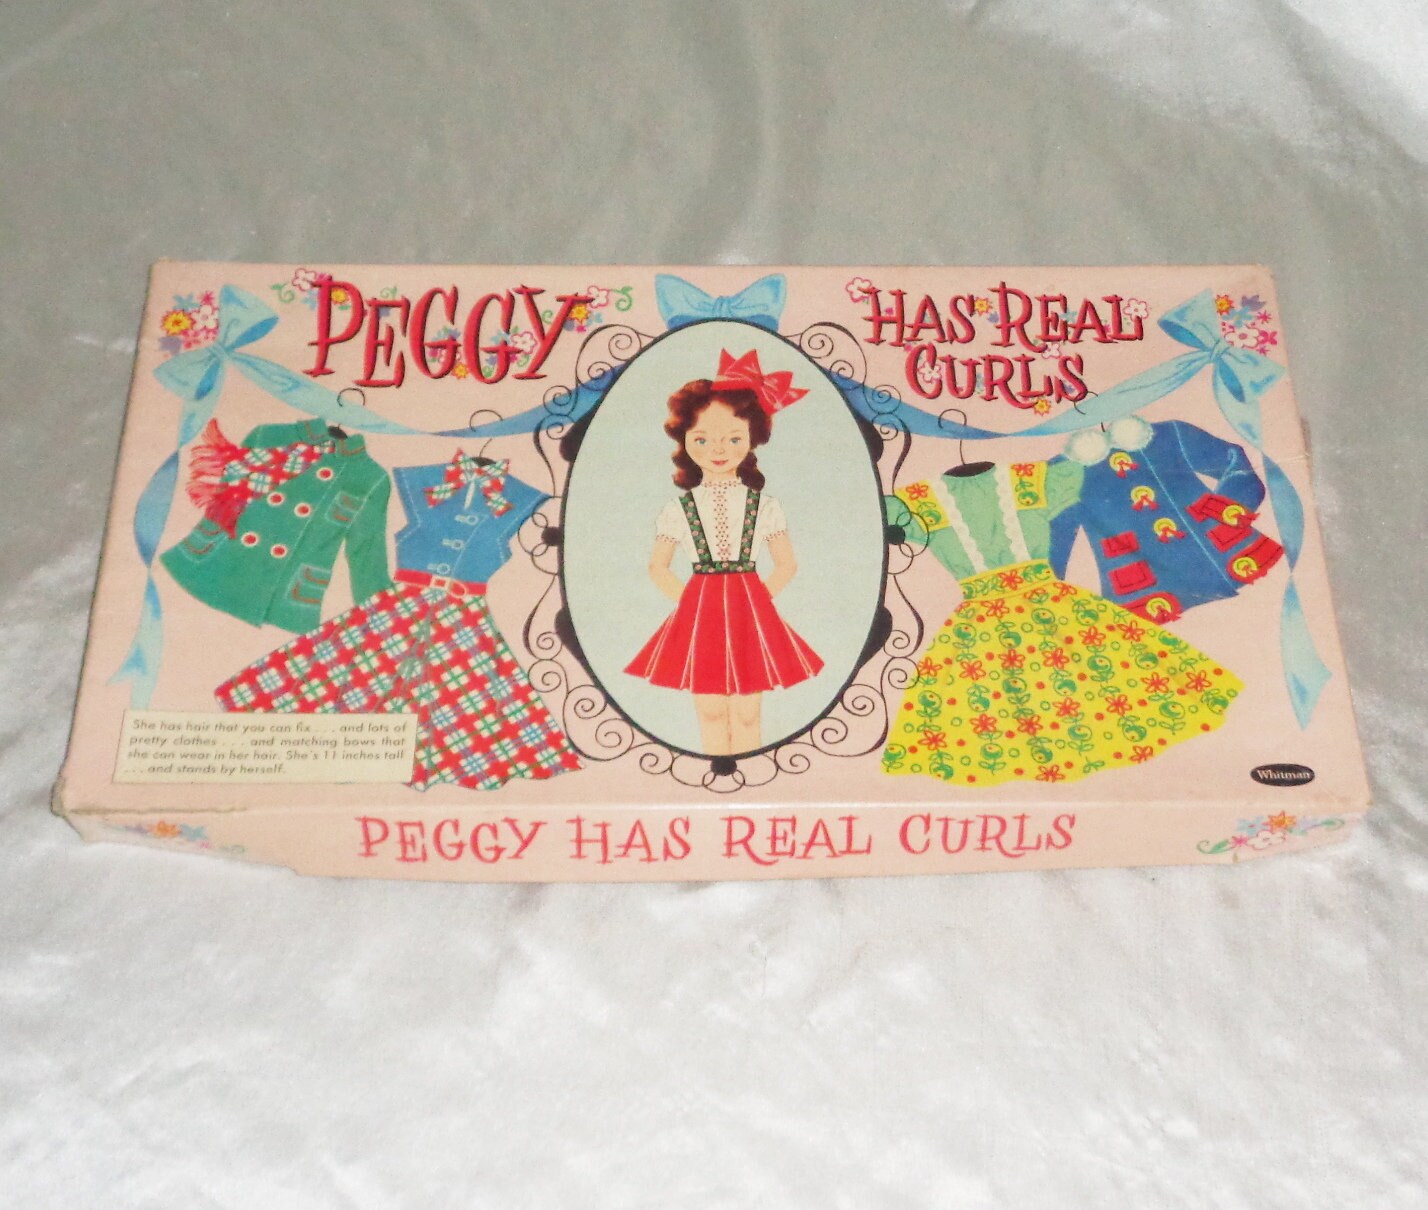 PEGGY
HAS REAL
CURLS
She has hair that you can fix . . . . and lots of
pretty clothes . . . . and matching bows that
she can wear in her hair. She's 11 inches tall
. . . and stands by herself.
Whitman
PEGGY HAS REAL CURLS